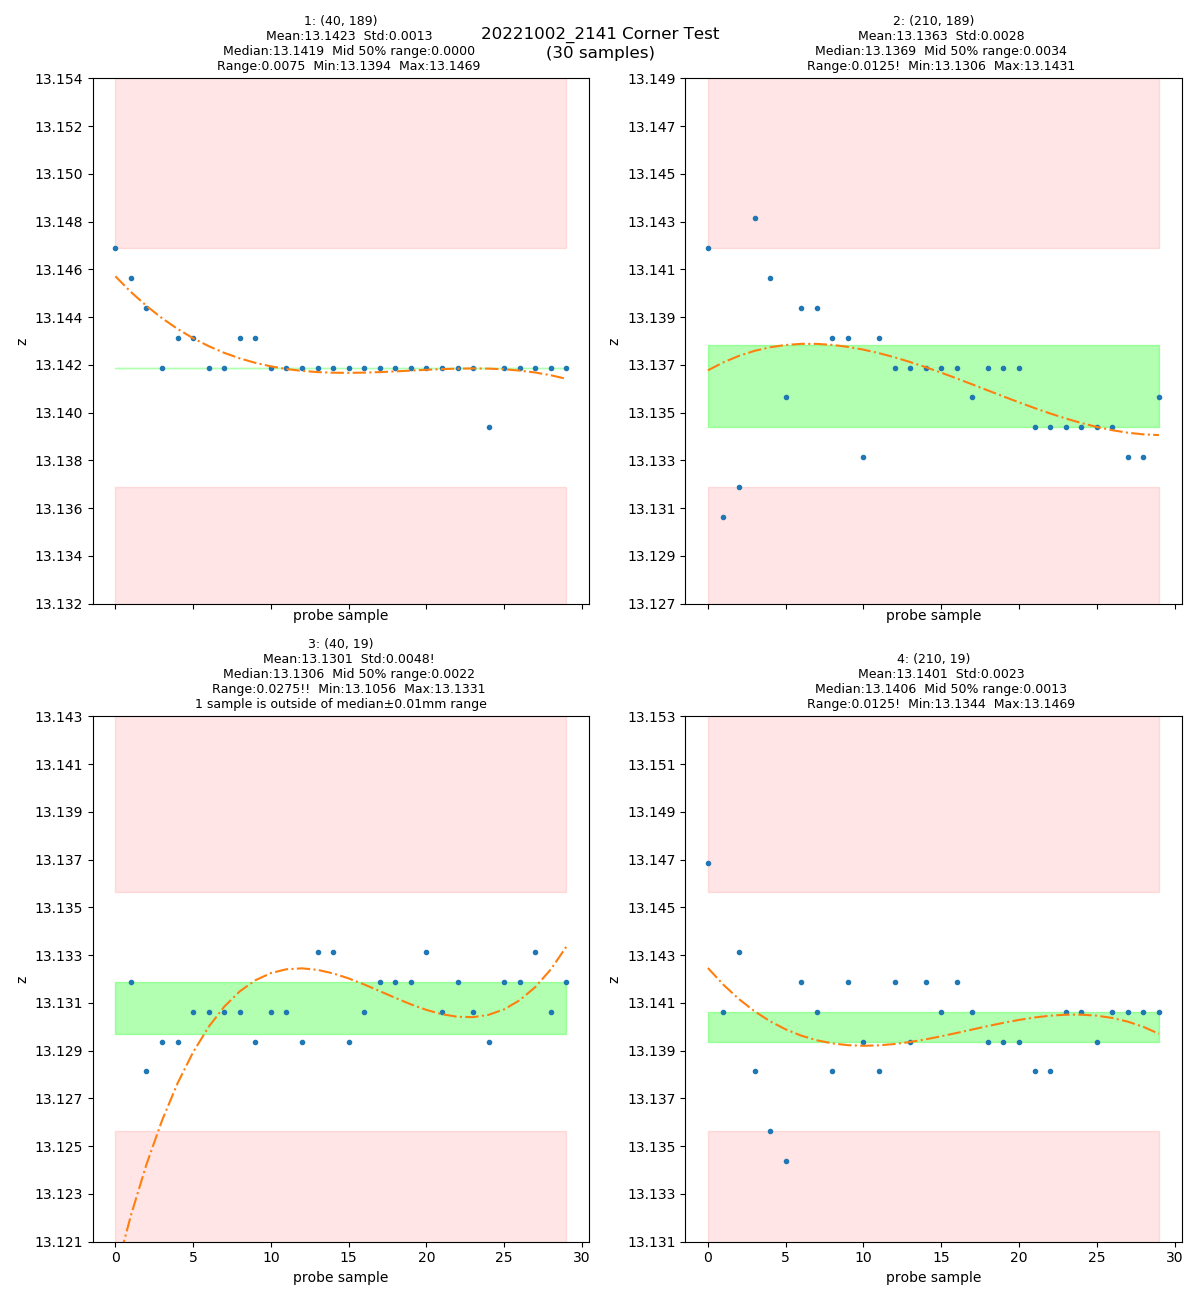 20221002_2141 Corner Test
(30 samples)
1: (40, 189)
Mean:13.1423  Std:0.0013
Median:13.1419  Mid 50% range:0.0000
Range:0.0075  Min:13.1394  Max:13.1469
13.154
13.152
13.150
13.148
13.146
13.144
13.142
13.140
13.138
13.136
13.134
13.132
z
probe sample
2: (210, 189)
Mean:13.1363  Std:0.0028
Median:13.1369  Mid 50% range:0.0034
Range:0.0125!  Min:13.1306  Max:13.1431
13.149
13.147
13.145
13.143
13.141
13.139
13.137
13.135
13.133
13.131
13.129
13.127
z
probe sample
3: (40, 19)
Mean:13.1301  Std:0.0048!
Median:13.1306  Mid 50% range:0.0022
Range:0.0275!!  Min:13.1056  Max:13.1331
1 sample is outside of median±0.01mm range
13.143
13.141
13.139
13.137
13.135
13.133
13.131
13.129
13.127
13.125
13.123
13.121
z
0 5 10 15 20 25 30
probe sample
4: (210, 19)
Mean:13.1401  Std:0.0023
Median:13.1406  Mid 50% range:0.0013
Range:0.0125!  Min:13.1344  Max:13.1469
13.153
13.151
13.149
13.147
13.145
13.143
13.141
13.139
13.137
13.135
13.133
13.131
z
0 5 10 15 20 25 30
probe sample